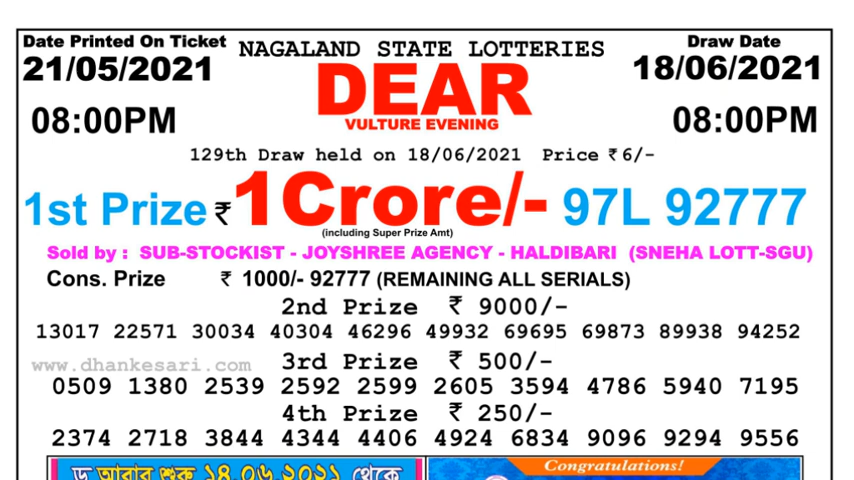 Date Printed On Ticket NAGALAND STATE LOTTERIES Draw Date
21/05/2021 DEAR 18/06/2021
08:00PM VULTURE EVENING 08:00PM
129th Draw held on 18/06/2021 Price ₹ 6/-
1st Prize ₹ 1Crore/- 97L 92777
(including Super Prize Amt)
Sold by : SUB-STOCKIST - JOYSHREE AGENCY - HALDIBARI (SNEHA LOTT-SGU)
Cons. Prize ₹ 1000/- 92777 (REMAINING ALL SERIALS)
2nd Prize ₹ 9000/-
13017 22571 30034 40304 46296 49932 69695 69873 89938 94252
www.dhankesari.com 3rd Prize ₹ 500/-
0509 1380 2539 2592 2599 2605 3594 4786 5940 7195
4th Prize ₹ 250/-
2374 2718 3844 4344 4406 4924 6834 9096 9294 9556
আবার শুরু ১৪.০৬.২০২১ থেকে Congratulations!